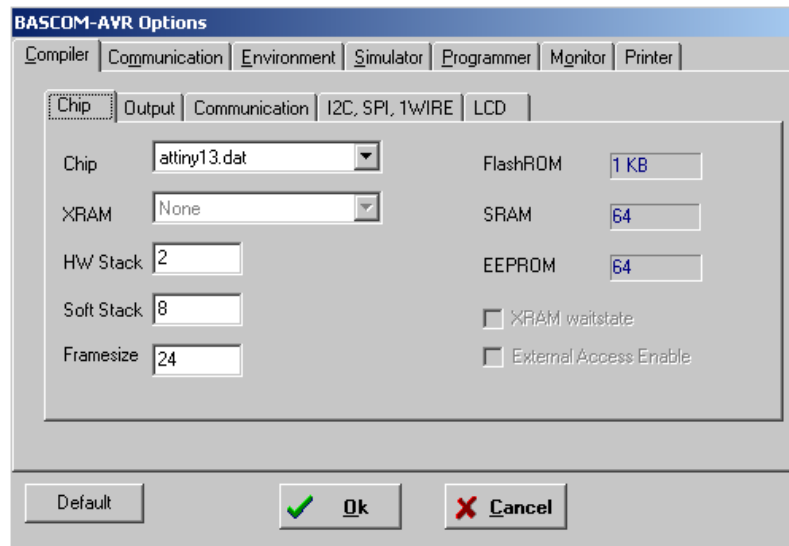 BASCOM-AVR Options
Compiler Communication Environment Simulator Programmer Monitor Printer
Chip Output Communication I2C, SPI, 1WIRE LCD
Chip attiny13.dat FlashROM 1 KB
XRAM None SRAM 64
HW Stack 2 EEPROM 64
Soft Stack 8 XRAM waitstate
Framesize 24 External Access Enable
Default Ok Cancel